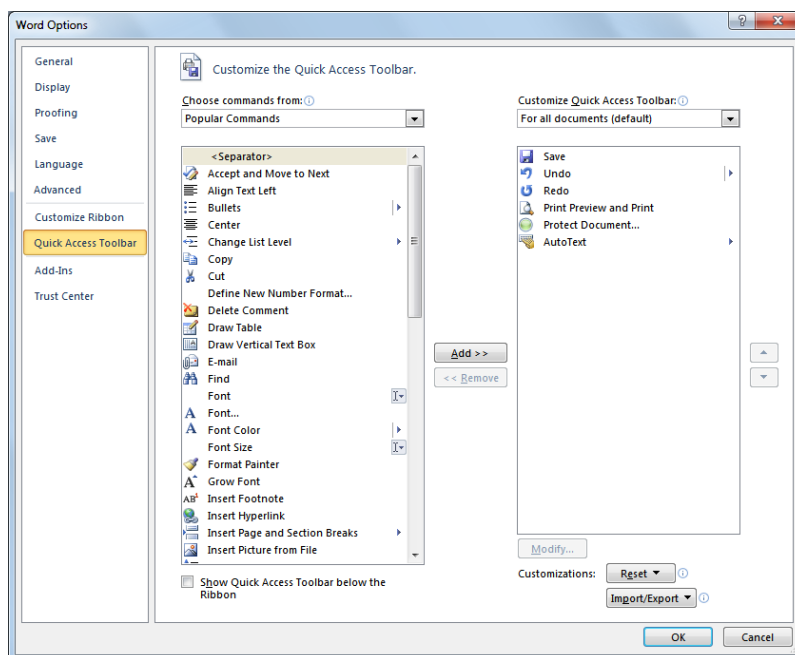 Word Options
General
Display
Proofing
Save
Language
Advanced
Customize Ribbon
Quick Access Toolbar
Add-Ins
Trust Center
Customize the Quick Access Toolbar.
Choose commands from:
Popular Commands
<Separator>
Accept and Move to Next
Align Text Left
Bullets
Center
Change List Level
Copy
Cut
Define New Number Format...
Delete Comment
Draw Table
Draw Vertical Text Box
E-mail
Find
Font
Font...
Font Color
Font Size
Format Painter
Grow Font
Insert Footnote
Insert Hyperlink
Insert Page and Section Breaks
Insert Picture from File
Show Quick Access Toolbar below the
Ribbon
Add >>
<< Remove
Customize Quick Access Toolbar:
For all documents (default)
Save
Undo
Redo
Print Preview and Print
Protect Document...
AutoText
Modify...
Customizations: Reset
Import/Export
OK Cancel